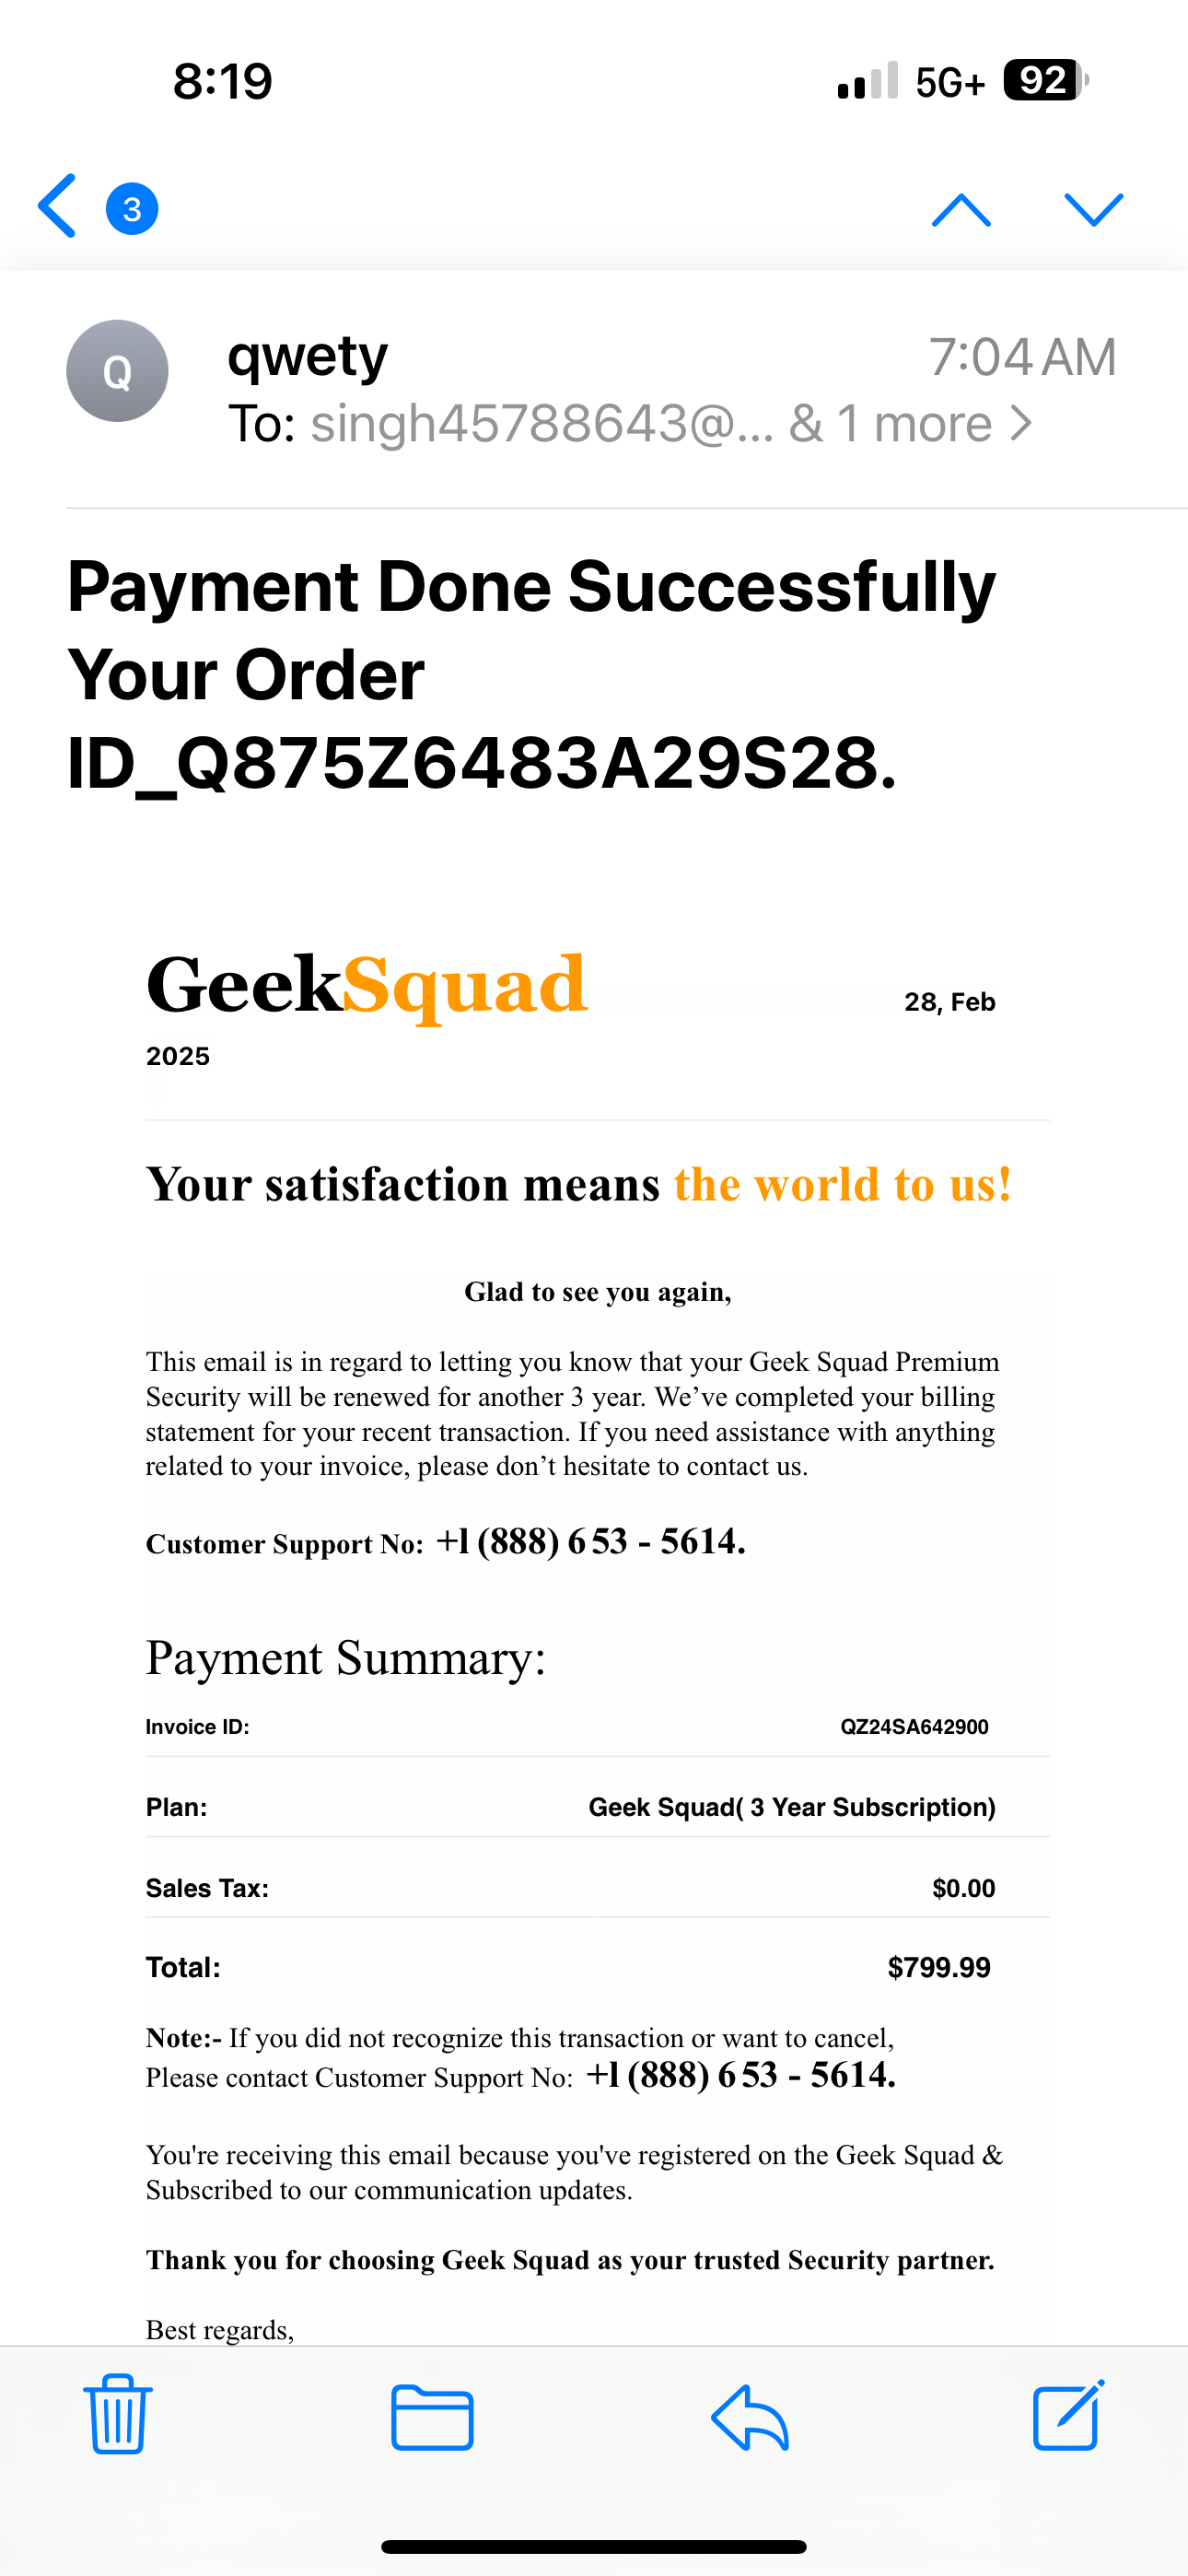 8:19 5G+ 92
3
Q
qwety 7:04 AM
To: singh45788643@... & 1 more >
Payment Done Successfully
Your Order
ID_Q875Z6483A29S28.
GeekSquad 28, Feb
2025
Your satisfaction means the world to us!
Glad to see you again,
This email is in regard to letting you know that your Geek Squad Premium
Security will be renewed for another 3 year. We’ve completed your billing
statement for your recent transaction. If you need assistance with anything
related to your invoice, please don’t hesitate to contact us.
Customer Support No: +l (888) 653 - 5614.
Payment Summary:
Invoice ID: QZ24SA642900
Plan: Geek Squad( 3 Year Subscription)
Sales Tax: $0.00
Total: $799.99
Note:- If you did not recognize this transaction or want to cancel,
Please contact Customer Support No: +l (888) 653 - 5614.
You're receiving this email because you've registered on the Geek Squad &
Subscribed to our communication updates.
Thank you for choosing Geek Squad as your trusted Security partner.
Best regards,